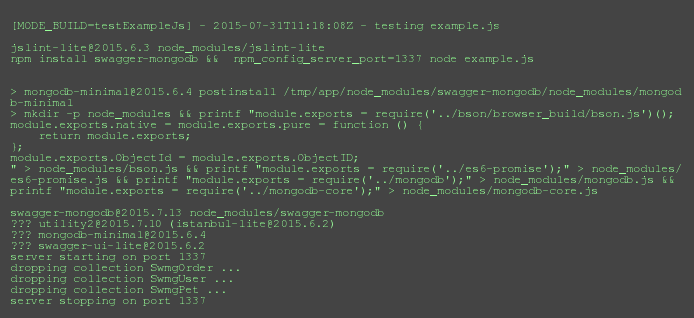 [MODE_BUILD=testExampleJs] - 2015-07-31T11:18:08Z - testing example.js
jslint-lite@2015.6.3 node_modules/jslint-lite
npm install swagger-mongodb &&  npm_config_server_port=1337 node example.js
> mongodb-minimal@2015.6.4 postinstall /tmp/app/node_modules/swagger-mongodb/node_modules/mongod
b-minimal
> mkdir -p node_modules && printf "module.exports = require('../bson/browser_build/bson.js')();
module.exports.native = module.exports.pure = function () {
    return module.exports;
};
module.exports.ObjectId = module.exports.ObjectID;
" > node_modules/bson.js && printf "module.exports = require('../es6-promise');" > node_modules/
es6-promise.js && printf "module.exports = require('../mongodb');" > node_modules/mongodb.js &&
printf "module.exports = require('../mongodb-core');" > node_modules/mongodb-core.js
swagger-mongodb@2015.7.13 node_modules/swagger-mongodb
??? utility2@2015.7.10 (istanbul-lite@2015.6.2)
??? mongodb-minimal@2015.6.4
??? swagger-ui-lite@2015.6.2
server starting on port 1337
dropping collection SwmgOrder ...
dropping collection SwmgUser ...
dropping collection SwmgPet ...
server stopping on port 1337